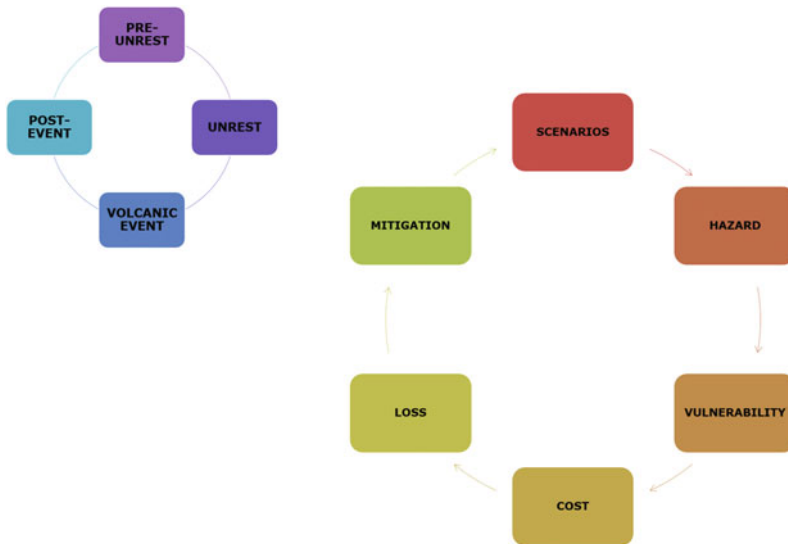 PRE-
UNREST
UNREST
VOLCANIC
EVENT
POST-
EVENT
SCENARIOS
HAZARD
VULNERABILITY
COST
LOSS
MITIGATION